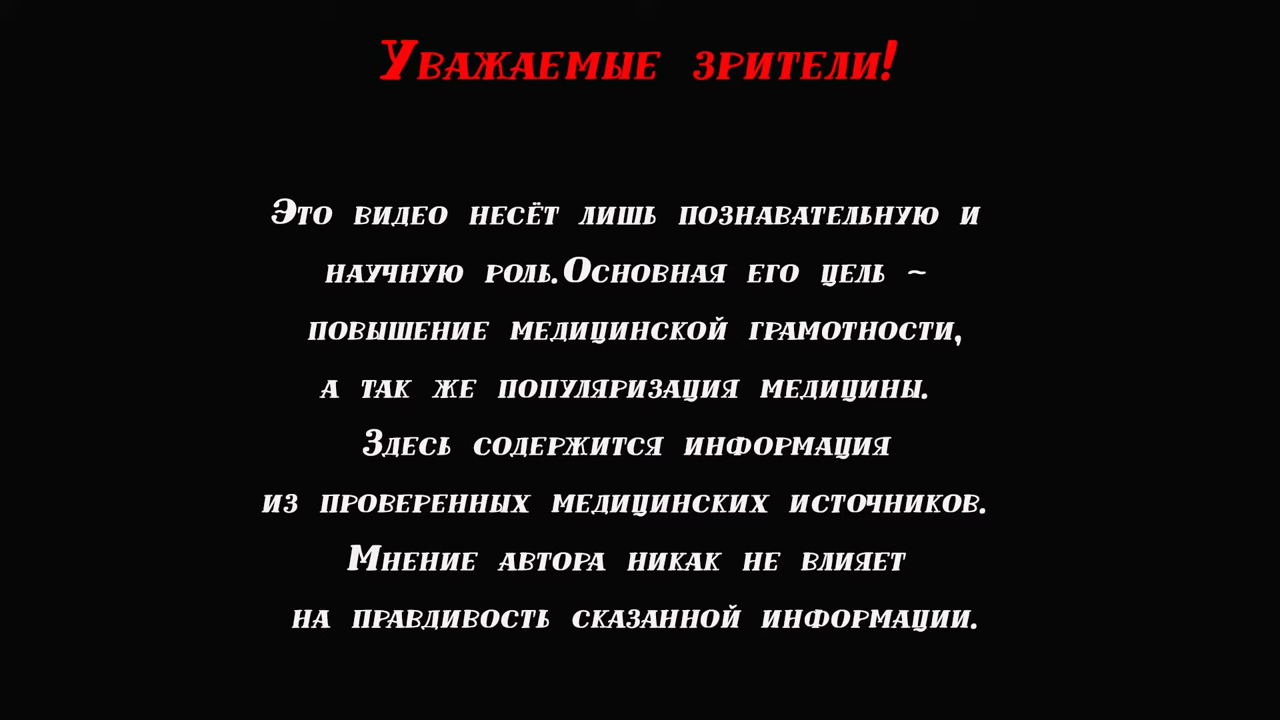 Уважаемые зрители!
Это видео несёт лишь познавательную и
научную роль.Основная его цель ~
повышение медицинской грамотности,
а так же популяризация медицины.
Здесь содержится информация
из проверенных медицинских источников.
Мнение автора никак не влияет
на правдивость сказанной информации.